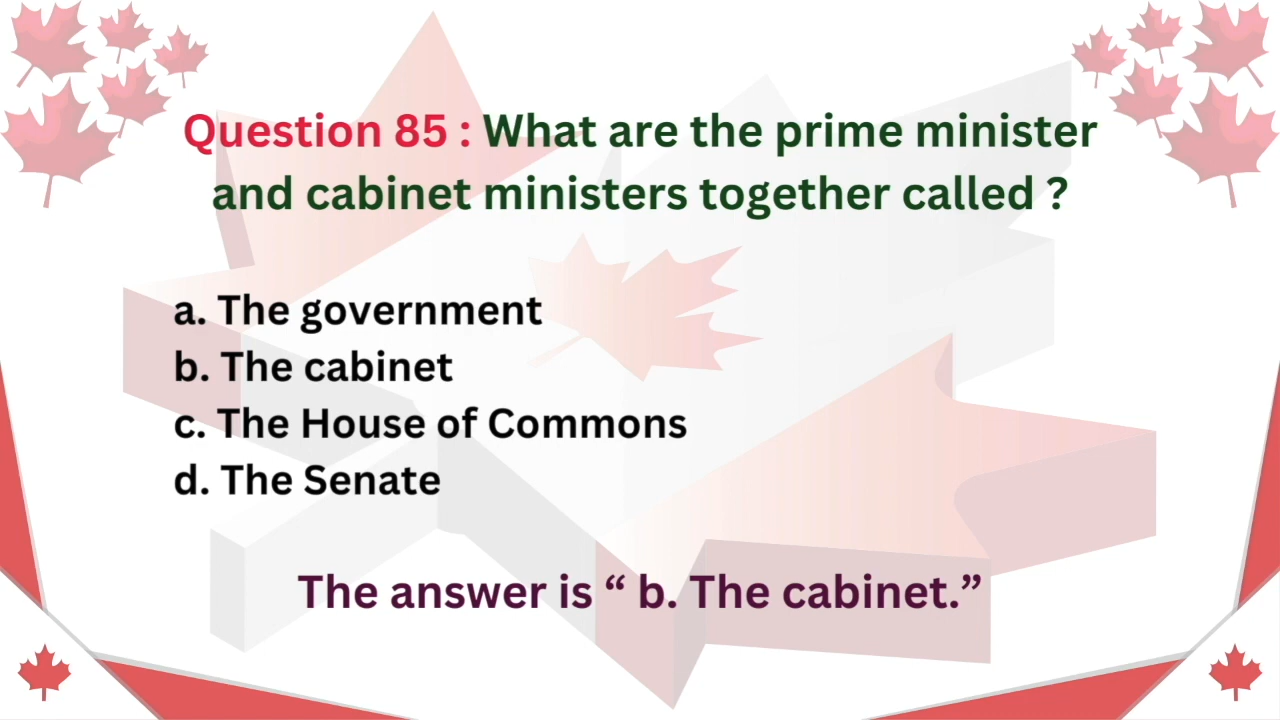 Question 85 : What are the prime minister
and cabinet ministers together called ?
a. The government
b. The cabinet
c. The House of Commons
d. The Senate
The answer is “ b. The cabinet.”